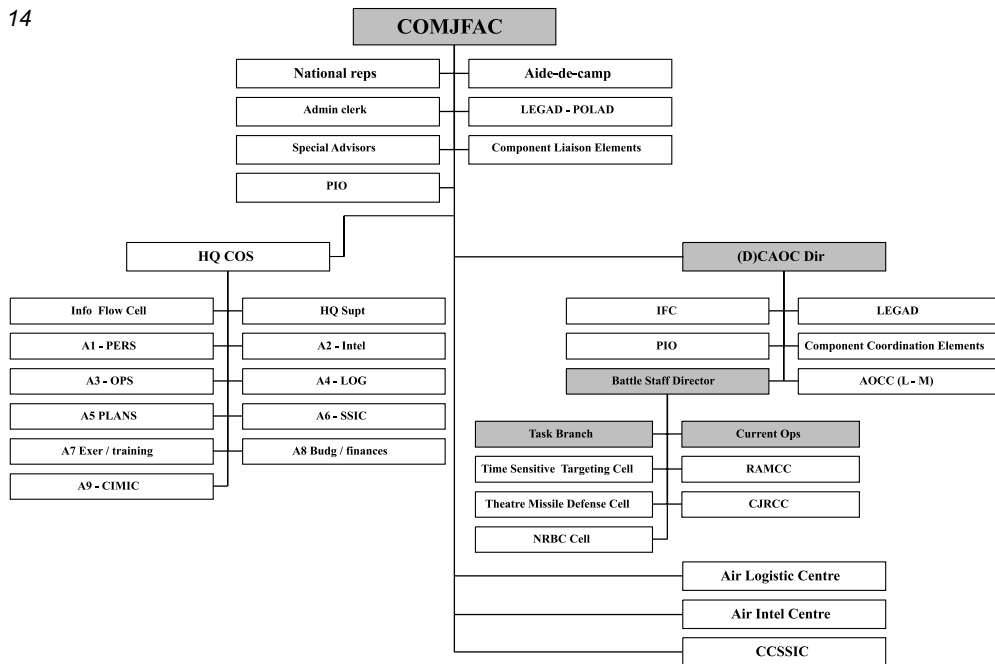 14
COMJFAC
National reps
Aide-de-camp
Admin clerk
LEGAD - POLAD
Special Advisors
Component Liaison Elements
PIO
HQ COS
(D)CAOC Dir
Info Flow Cell
HQ Supt
IFC
LEGAD
A1 - PERS
A2 - Intel
PIO
Component Coordination Elements
A3 - OPS
A4 - LOG
Battle Staff Director
AOCC (L - M)
A5 PLANS
A6 - SSIC
Task Branch
Current Ops
A7 Exer / training
A8 Budg / finances
Time Sensitive Targeting Cell
RAMCC
A9 - CIMIC
Theatre Missile Defense Cell
CJRCC
NRBC Cell
Air Logistic Centre
Air Intel Centre
CCSSIC